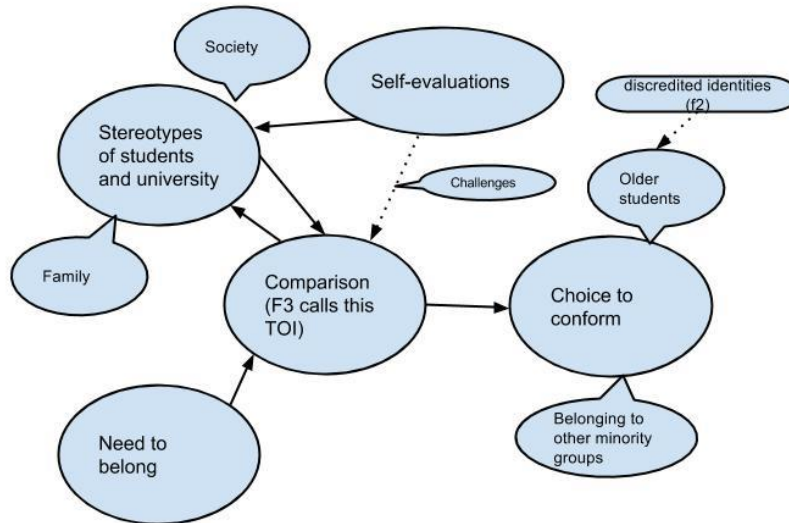 Society
Self-evaluations
discredited identities
(f2)
Stereotypes
of students
and university
Challenges
Older
students
Family
Comparison
(F3 calls this
TOI)
Choice to
conform
Need to
belong
Belonging to
other minority
groups